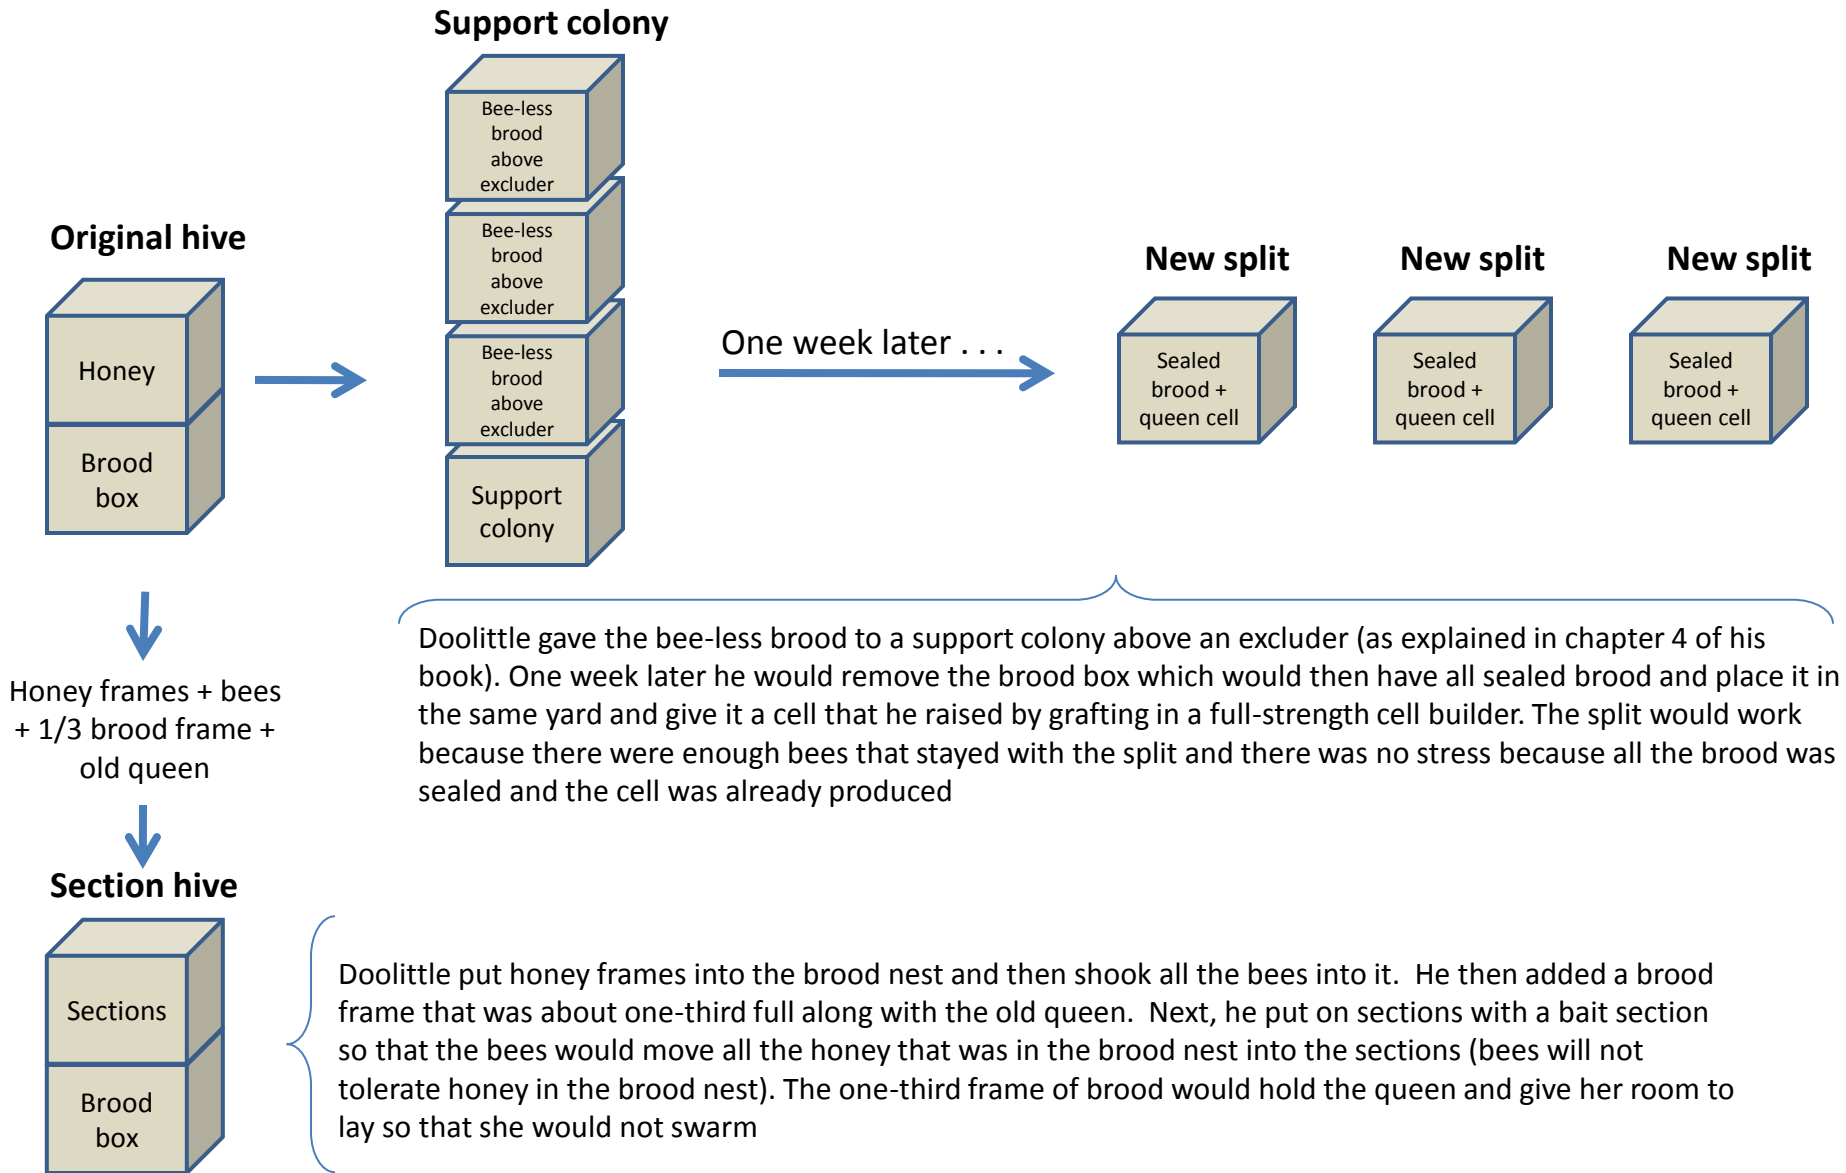 Support colony
Bee-less
brood
above
excluder
Bee-less
brood
above
excluder
Bee-less
brood
above
excluder
Support
colony
Original hive
Honey
Brood
box
One week later . . .
New split
New split
New split
Sealed
brood +
queen cell
Sealed
brood +
queen cell
Sealed
brood +
queen cell
Doolittle gave the bee-less brood to a support colony above an excluder (as explained in chapter 4 of his
book). One week later he would remove the brood box which would then have all sealed brood and place it in
the same yard and give it a cell that he raised by grafting in a full-strength cell builder. The split would work
because there were enough bees that stayed with the split and there was no stress because all the brood was
sealed and the cell was already produced
Honey frames + bees
+ 1/3 brood frame +
old queen
Section hive
Sections
Brood
box
Doolittle put honey frames into the brood nest and then shook all the bees into it.  He then added a brood
frame that was about one-third full along with the old queen.  Next, he put on sections with a bait section
so that the bees would move all the honey that was in the brood nest into the sections (bees will not
tolerate honey in the brood nest). The one-third frame of brood would hold the queen and give her room to
lay so that she would not swarm